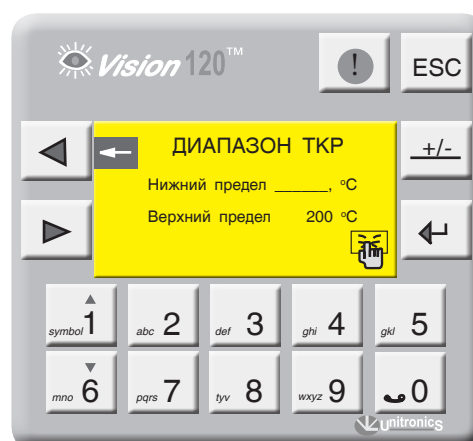 Vision 120™
!
ESC
ДИАПАЗОН ТКР
+/-
Нижний предел ______, °C
Верхний предел 200 °C
symbol 1
abc 2
def 3
ghi 4
gkl 5
mno 6
pqrs 7
tyv 8
wxyz 9
0
unitronics